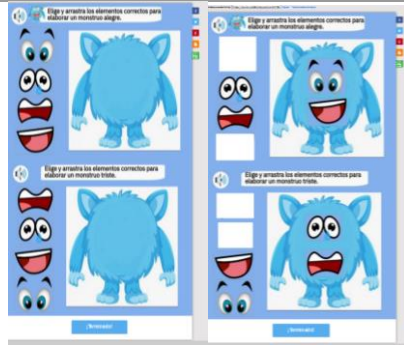 Elige y arrastra los elementos correctos para
elaborar un monstruo alegre.
Elige y arrastra los elementos correctos para
elaborar un monstruo triste.
¡Terminado!
Elige y arrastra los elementos correctos para
elaborar un monstruo alegre.
Elige y arrastra los elementos correctos para
elaborar un monstruo triste.
¡Terminado!